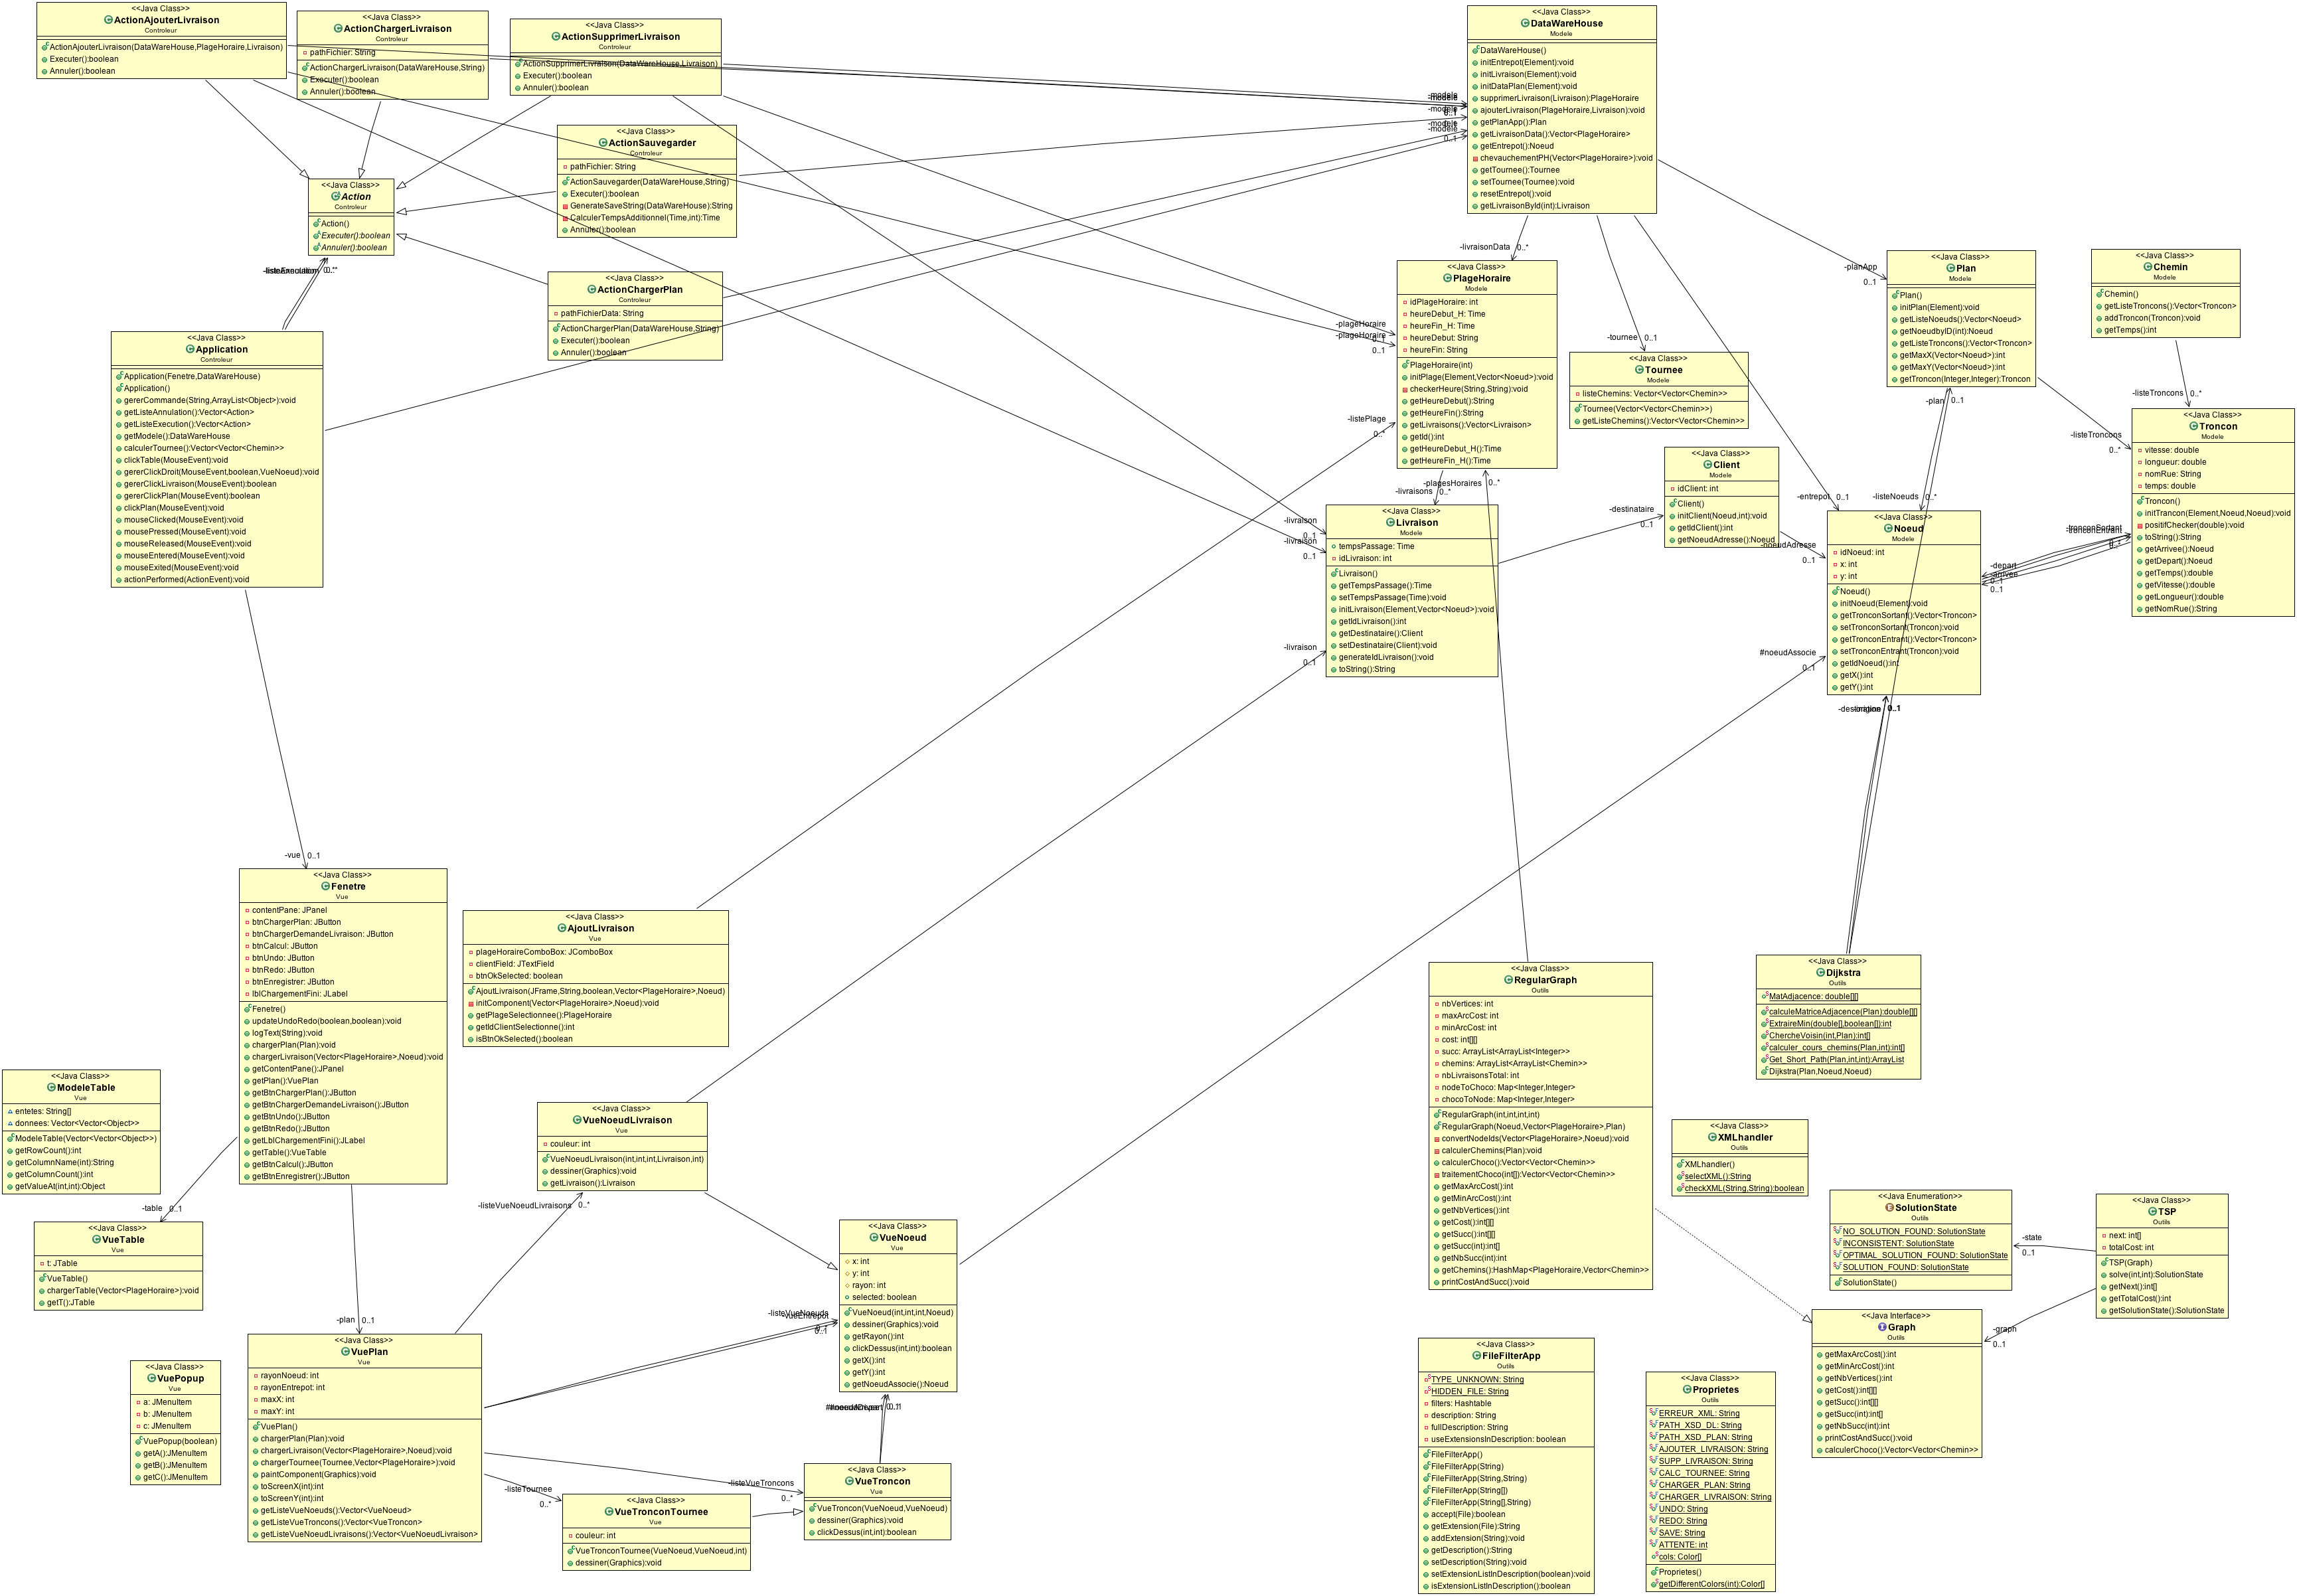 <<Java Class>>
ActionAjouterLivraison
Controleur
ActionAjouterLivraison(DataWareHouse,PlageHoraire,Livraison)
Executer():boolean
Annuler():boolean
<<Java Class>>
ActionChargerLivraison
Controleur
pathFichier: String
ActionChargerLivraison(DataWareHouse,String)
Executer():boolean
Annuler():boolean
<<Java Class>>
ActionSupprimerLivraison
Controleur
ActionSupprimerLivraison(DataWareHouse,Livraison)
Executer():boolean
Annuler():boolean
<<Java Class>>
DataWareHouse
Modele
DataWareHouse()
initEntrepot(Element):void
initLivraison(Element):void
initDataPlan(Element):void
supprimerLivraison(Livraison):PlageHoraire
ajouterLivraison(PlageHoraire,Livraison):void
getPlanApp():Plan
getLivraisonData():Vector<PlageHoraire>
getEntrepot():Noeud
chevauchementPH(Vector<PlageHoraire>):void
getTournee():Tournee
setTournee(Tournee):void
resetEntrepot():void
getLivraisonById(int):Livraison
-modele
-modele
-modele
0..1
-modele
-modele
0..1
<<Java Class>>
ActionSauvegarder
Controleur
pathFichier: String
ActionSauvegarder(DataWareHouse,String)
Executer():boolean
GenerateSaveString(DataWareHouse):String
CalculerTempsAdditionnel(Time,int):Time
Annuler():boolean
<<Java Class>>
Action
Controleur
Action()
Executer():boolean
Annuler():boolean
-listeExecution
0..*
<<Java Class>>
ActionChargerPlan
Controleur
pathFichierData: String
ActionChargerPlan(DataWareHouse,String)
Executer():boolean
Annuler():boolean
<<Java Class>>
Application
Controleur
Application(Fenetre,DataWareHouse)
Application()
gererCommande(String,ArrayList<Object>):void
getListeAnnulation():Vector<Action>
getListeExecution():Vector<Action>
getModele():DataWareHouse
calculerTournee():Vector<Vector<Chemin>>
clickTable(MouseEvent):void
gererClickDroit(MouseEvent,boolean,VueNoeud):void
gererClickLivraison(MouseEvent):boolean
gererClickPlan(MouseEvent):boolean
clickPlan(MouseEvent):void
mouseClicked(MouseEvent):void
mousePressed(MouseEvent):void
mouseReleased(MouseEvent):void
mouseEntered(MouseEvent):void
mouseExited(MouseEvent):void
actionPerformed(ActionEvent):void
-livraisonData 0..*
<<Java Class>>
PlageHoraire
Modele
idPlageHoraire: int
heureDebut_H: Time
heureFin_H: Time
heureDebut: String
heureFin: String
PlageHoraire(int)
initPlage(Element,Vector<Noeud>):void
checkerHeure(String,String):void
getHeureDebut():String
getHeureFin():String
getLivraisons():Vector<Livraison>
getId():int
getHeureDebut_H():Time
getHeureFin_H():Time
-plageHoraire
0..1
-plageHoraire
0..1
-listePlage
0..*
-plagesHoraires 0..*
-livraisons 0..*
-tournee 0..1
<<Java Class>>
Tournee
Modele
listeChemins: Vector<Vector<Chemin>>
Tournee(Vector<Vector<Chemin>>)
getListeChemins():Vector<Vector<Chemin>>
-planApp
0..1
<<Java Class>>
Plan
Modele
Plan()
initPlan(Element):void
getListeNoeuds():Vector<Noeud>
getNoeudbyID(int):Noeud
getListeTroncons():Vector<Troncon>
getMaxX(Vector<Noeud>):int
getMaxY(Vector<Noeud>):int
getTroncon(Integer,Integer):Troncon
-plan 0..1
<<Java Class>>
Chemin
Modele
Chemin()
getListeTroncons():Vector<Troncon>
addTroncon(Troncon):void
getTemps():int
-listeTroncons 0..*
-listeTroncons
0..*
<<Java Class>>
Troncon
Modele
vitesse: double
longueur: double
nomRue: String
temps: double
Troncon()
initTrancon(Element,Noeud,Noeud):void
positifChecker(double):void
toString():String
getArrivee():Noeud
getDepart():Noeud
getTemps():double
getVitesse():double
getLongueur():double
getNomRue():String
-tronconSortant
-tronconEntrant
0..*
<<Java Class>>
Client
Modele
idClient: int
Client()
initClient(Noeud,int):void
getIdClient():int
getNoeudAdresse():Noeud
-destinataire
0..1
-noeudAdresse
0..1
<<Java Class>>
Livraison
Modele
tempsPassage: Time
idLivraison: int
Livraison()
getTempsPassage():Time
setTempsPassage(Time):void
initLivraison(Element,Vector<Noeud>):void
getIdLivraison():int
getDestinataire():Client
setDestinataire(Client):void
generateIdLivraison():void
toString():String
-livraison
0..1
-livraison
0..1
-livraison
0..1
-entrepot 0..1
-listeNoeuds 0..*
<<Java Class>>
Noeud
Modele
idNoeud: int
x: int
y: int
Noeud()
initNoeud(Element):void
getTronconSortant():Vector<Troncon>
setTronconSortant(Troncon):void
getTronconEntrant():Vector<Troncon>
setTronconEntrant(Troncon):void
getIdNoeud():int
getX():int
getY():int
-depart
-arrivee
0..1
0..1
#noeudAssocie
0..1
-destination
-origine
0..1
-vue 0..1
<<Java Class>>
Fenetre
Vue
contentPane: JPanel
btnChargerPlan: JButton
btnChargerDemandeLivraison: JButton
btnCalcul: JButton
btnUndo: JButton
btnRedo: JButton
btnEnregistrer: JButton
lblChargementFini: JLabel
Fenetre()
updateUndoRedo(boolean,boolean):void
logText(String):void
chargerPlan(Plan):void
chargerLivraison(Vector<PlageHoraire>,Noeud):void
getContentPane():JPanel
getPlan():VuePlan
getBtnChargerPlan():JButton
getBtnChargerDemandeLivraison():JButton
getBtnUndo():JButton
getBtnRedo():JButton
getLblChargementFini():JLabel
getTable():VueTable
getBtnCalcul():JButton
getBtnEnregistrer():JButton
<<Java Class>>
AjoutLivraison
Vue
plageHoraireComboBox: JComboBox
clientField: JTextField
btnOkSelected: boolean
AjoutLivraison(JFrame,String,boolean,Vector<PlageHoraire>,Noeud)
initComponent(Vector<PlageHoraire>,Noeud):void
getPlageSelectionnee():PlageHoraire
getIdClientSelectionne():int
isBtnOkSelected():boolean
<<Java Class>>
ModeleTable
Vue
entetes: String[]
donnees: Vector<Vector<Object>>
ModeleTable(Vector<Vector<Object>>)
getRowCount():int
getColumnName(int):String
getColumnCount():int
getValueAt(int,int):Object
-table 0..1
<<Java Class>>
VueTable
Vue
t: JTable
VueTable()
chargerTable(Vector<PlageHoraire>):void
getT():JTable
<<Java Class>>
VueNoeudLivraison
Vue
couleur: int
VueNoeudLivraison(int,int,int,Livraison,int)
dessiner(Graphics):void
getLivraison():Livraison
-listeVueNoeudLivraisons 0..*
<<Java Class>>
VueNoeud
Vue
x: int
y: int
rayon: int
selected: boolean
VueNoeud(int,int,int,Noeud)
dessiner(Graphics):void
getRayon():int
clickDessus(int,int):boolean
getX():int
getY():int
getNoeudAssocie():Noeud
-listeVueNoeuds
-vueEntrepot
0..1
0..1
-plan 0..1
<<Java Class>>
VuePlan
Vue
rayonNoeud: int
rayonEntrepot: int
maxX: int
maxY: int
VuePlan()
chargerPlan(Plan):void
chargerLivraison(Vector<PlageHoraire>,Noeud):void
chargerTournee(Tournee,Vector<PlageHoraire>):void
paintComponent(Graphics):void
toScreenX(int):int
toScreenY(int):int
getListeVueNoeuds():Vector<VueNoeud>
getListeVueTroncons():Vector<VueTroncon>
getListeVueNoeudLivraisons():Vector<VueNoeudLivraison>
<<Java Class>>
VuePopup
Vue
a: JMenuItem
b: JMenuItem
c: JMenuItem
VuePopup(boolean)
getA():JMenuItem
getB():JMenuItem
getC():JMenuItem
-listeTournee
0..*
-listeVueTroncons
0..*
<<Java Class>>
VueTronconTournee
Vue
couleur: int
VueTronconTournee(VueNoeud,VueNoeud,int)
dessiner(Graphics):void
<<Java Class>>
VueTroncon
Vue
VueTroncon(VueNoeud,VueNoeud)
dessiner(Graphics):void
clickDessus(int,int):boolean
<<Java Class>>
RegularGraph
Outils
nbVertices: int
maxArcCost: int
minArcCost: int
cost: int[][]
succ: ArrayList<ArrayList<Integer>>
chemins: ArrayList<ArrayList<Chemin>>
nbLivraisonsTotal: int
nodeToChoco: Map<Integer,Integer>
chocoToNode: Map<Integer,Integer>
RegularGraph(int,int,int,int)
RegularGraph(Noeud,Vector<PlageHoraire>,Plan)
convertNodeIds(Vector<PlageHoraire>,Noeud):void
calculerChemins(Plan):void
calculerChoco():Vector<Vector<Chemin>>
traitementChoco(int[]):Vector<Vector<Chemin>>
getMaxArcCost():int
getMinArcCost():int
getNbVertices():int
getCost():int[][]
getSucc():int[][]
getSucc(int):int[]
getNbSucc(int):int
getChemins():HashMap<PlageHoraire,Vector<Chemin>>
printCostAndSucc():void
<<Java Class>>
Dijkstra
Outils
MatAdjacence: double[][]
calculeMatriceAdjacence(Plan):double[][]
ExtraireMin(double[],boolean[]):int
ChercheVoisin(int,Plan):int[]
calculer_cours_chemins(Plan,int):int[]
Get_Short_Path(Plan,int,int):ArrayList
Dijkstra(Plan,Noeud,Noeud)
<<Java Class>>
XMLhandler
Outils
XMLhandler()
selectXML():String
checkXML(String,String):boolean
<<Java Enumeration>>
SolutionState
Outils
NO_SOLUTION_FOUND: SolutionState
INCONSISTENT: SolutionState
OPTIMAL_SOLUTION_FOUND: SolutionState
SOLUTION_FOUND: SolutionState
SolutionState()
-state
0..1
<<Java Class>>
TSP
Outils
next: int[]
totalCost: int
TSP(Graph)
solve(int,int):SolutionState
getNext():int[]
getTotalCost():int
getSolutionState():SolutionState
-graph
0..1
<<Java Interface>>
Graph
Outils
getMaxArcCost():int
getMinArcCost():int
getNbVertices():int
getCost():int[][]
getSucc():int[][]
getSucc(int):int[]
getNbSucc(int):int
printCostAndSucc():void
calculerChoco():Vector<Vector<Chemin>>
<<Java Class>>
FileFilterApp
Outils
TYPE_UNKNOWN: String
HIDDEN_FILE: String
filters: Hashtable
description: String
fullDescription: String
useExtensionsInDescription: boolean
FileFilterApp()
FileFilterApp(String)
FileFilterApp(String,String)
FileFilterApp(String[])
FileFilterApp(String[],String)
accept(File):boolean
getExtension(File):String
addExtension(String):void
getDescription():String
setDescription(String):void
setExtensionListInDescription(boolean):void
isExtensionListInDescription():boolean
<<Java Class>>
Proprietes
Outils
ERREUR_XML: String
PATH_XSD_DL: String
PATH_XSD_PLAN: String
AJOUTER_LIVRAISON: String
SUPP_LIVRAISON: String
CALC_TOURNEE: String
CHARGER_PLAN: String
CHARGER_LIVRAISON: String
UNDO: String
REDO: String
SAVE: String
ATTENTE: int
cols: Color[]
Proprietes()
getDifferentColors(int):Color[]